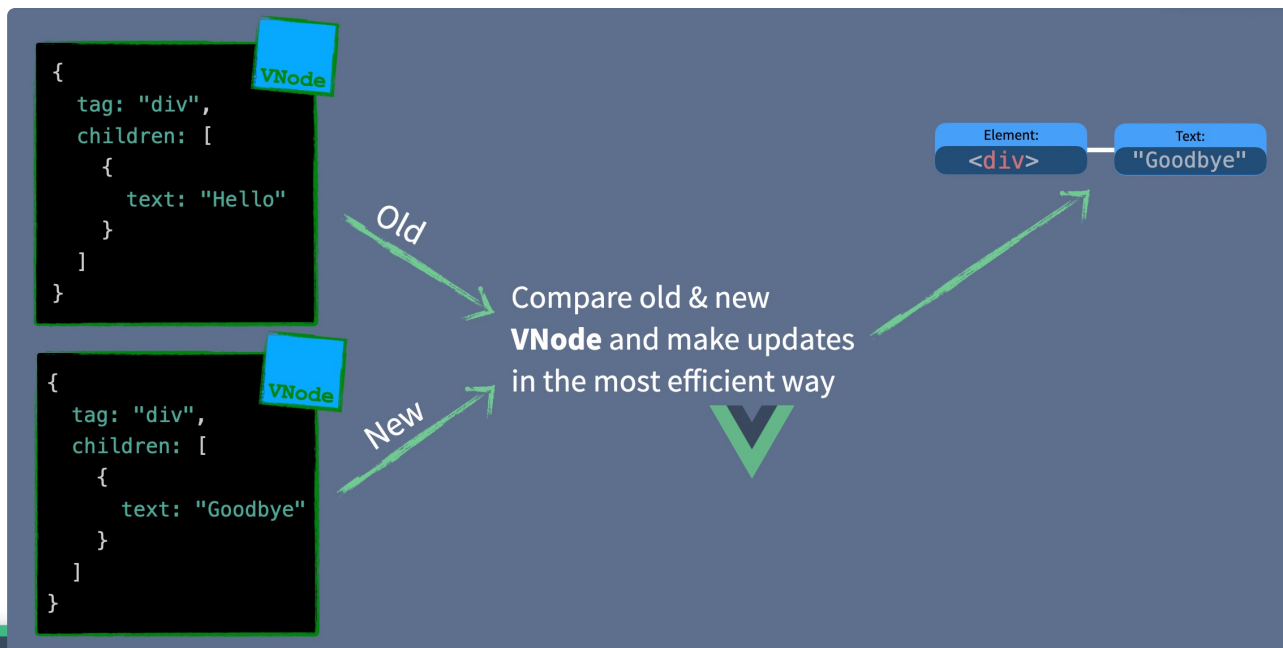 VNode
{
  tag: "div",
  children: [
    {
      text: "Hello"
    }
  ]
}
Old
VNode
{
  tag: "div",
  children: [
    {
      text: "Goodbye"
    }
  ]
}
New
Compare old & new
VNode and make updates
in the most efficient way
Element:
<div>
Text:
"Goodbye"